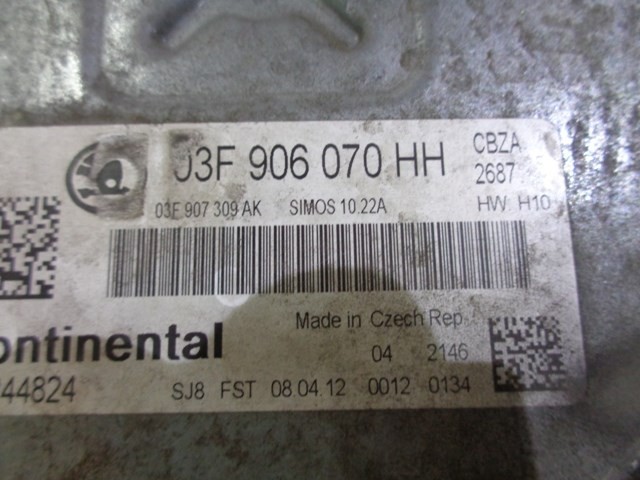 03F 906 070 HH
CBZA
2687
03F 907 309 AK SIMOS 10.22A HW H10
ontinental
Made in Czech Rep
04 2146
44824 SJ8 FST 08.04.12 0012 0134